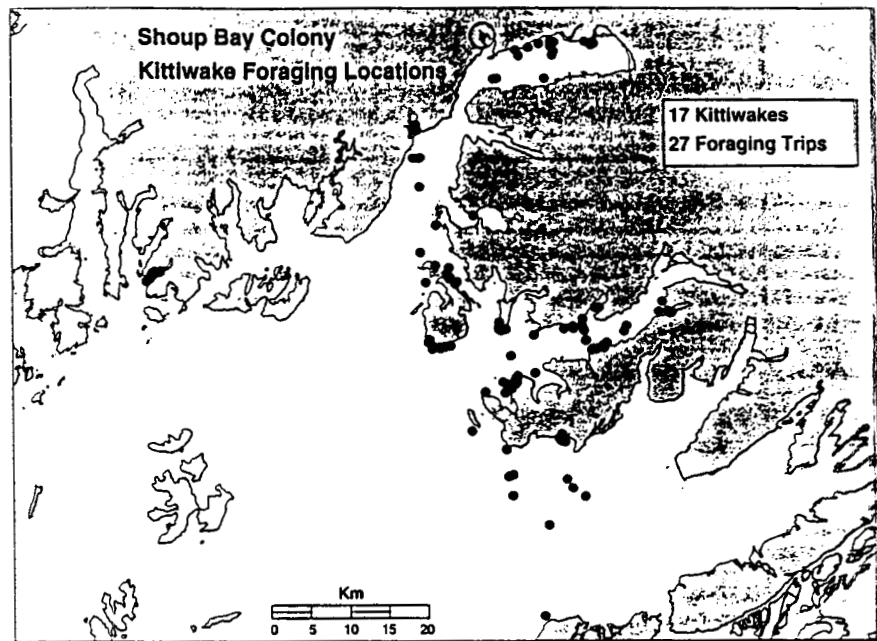 Shoup Bay Colony
Kittiwake Foraging Locations
17 Kittiwakes
27 Foraging Trips
Km
0 5 10 15 20